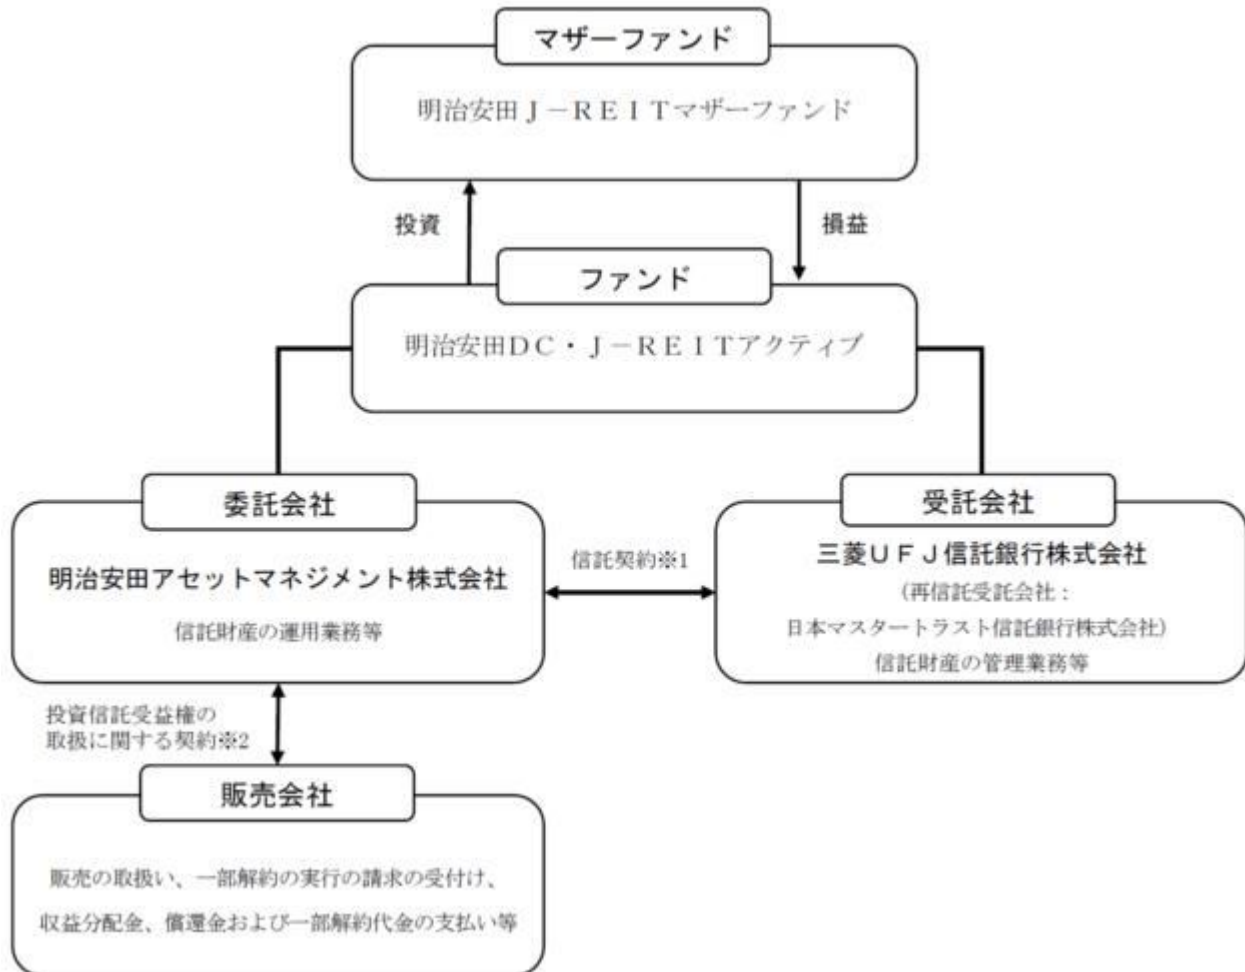 マザーファンド
明治安田J-REITマザーファンド
投資
損益
ファンド
明治安田DC・J-REITアクティブ
委託会社
明治安田アセットマネジメント株式会社
信託財産の運用業務等
信託契約※1
受託会社
三菱UFJ信託銀行株式会社
(再信託受託会社:
日本マスタートラスト信託銀行株式会社)
信託財産の管理業務等
投資信託受益権の
取扱に関する契約※2
販売会社
販売の取扱い、一部解約の実行の請求の受付け、
収益分配金、償還金および一部解約代金の支払い等